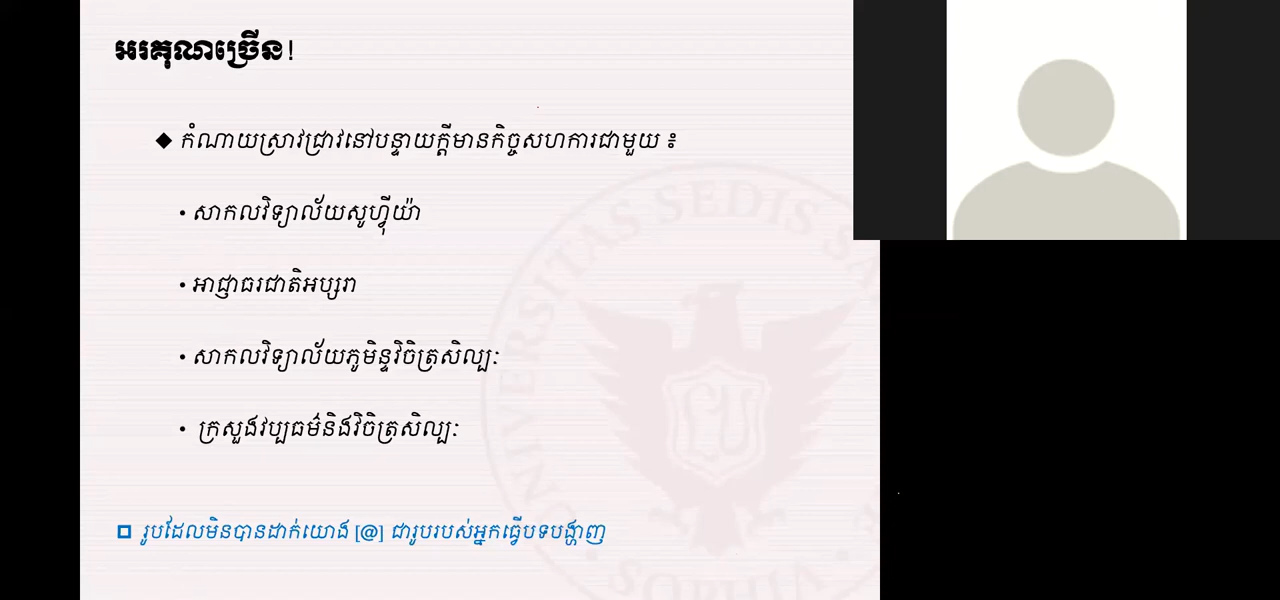 អរគុណច្រើន!
◆ កំណាយស្រាវជ្រាវនៅបន្ទាយក្ដីមានកិច្ចសហការជាមួយ ៖
• សាកលវិទ្យាល័យសូហ្វ៊ីយ៉ា
• អាជ្ញាធរជាតិអប្សរា
• សាកលវិទ្យាល័យភូមិន្ទវិចិត្រសិល្បៈ
• ក្រសួងវប្បធម៌និងវិចិត្រសិល្បៈ
រូបដែលមិនបានដាក់យោង [@] ជារូបរបស់អ្នកធ្វើបទបង្ហាញ
UNIVERSITAS SEDIS SA
CU
SOPHIA